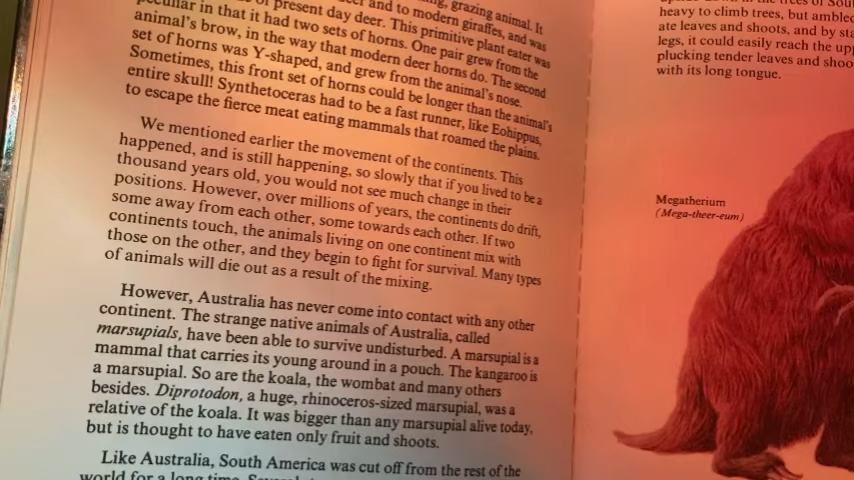 grazing animal. It
and to modern giraffes, and was
of present day deer. This primitive plant eater was
peculiar in that it had two sets of horns. One pair grew from the
animal's brow, in the way that modern deer horns do. The second
set of horns was Y-shaped, and grew from the animal's nose.
Sometimes, this front set of horns could be longer than the animal's
entire skull! Synthetoceras had to be a fast runner, like Eohippus,
to escape the fierce meat eating mammals that roamed the plains.
We mentioned earlier the movement of the continents. This
happened, and is still happening, so slowly that if you lived to be a
thousand years old, you would not see much change in their
positions. However, over millions of years, the continents do drift,
some away from each other, some towards each other. If two
continents touch, the animals living on one continent mix with
those on the other, and they begin to fight for survival. Many types
of animals will die out as a result of the mixing.
However, Australia has never come into contact with any other
continent. The strange native animals of Australia, called
marsupials, have been able to survive undisturbed. A marsupial is a
mammal that carries its young around in a pouch. The kangaroo is
a marsupial. So are the koala, the wombat and many others
besides. Diprotodon, a huge, rhinoceros-sized marsupial, was a
relative of the koala. It was bigger than any marsupial alive today,
but is thought to have eaten only fruit and shoots.
Like Australia, South America was cut off from the rest of the
world for a long time.
heavy to climb trees, but ambled
ate leaves and shoots, and by
legs, it could easily reach the
plucking tender leaves and
with its long tongue.
Megatherium
(Mega-theer-eum)